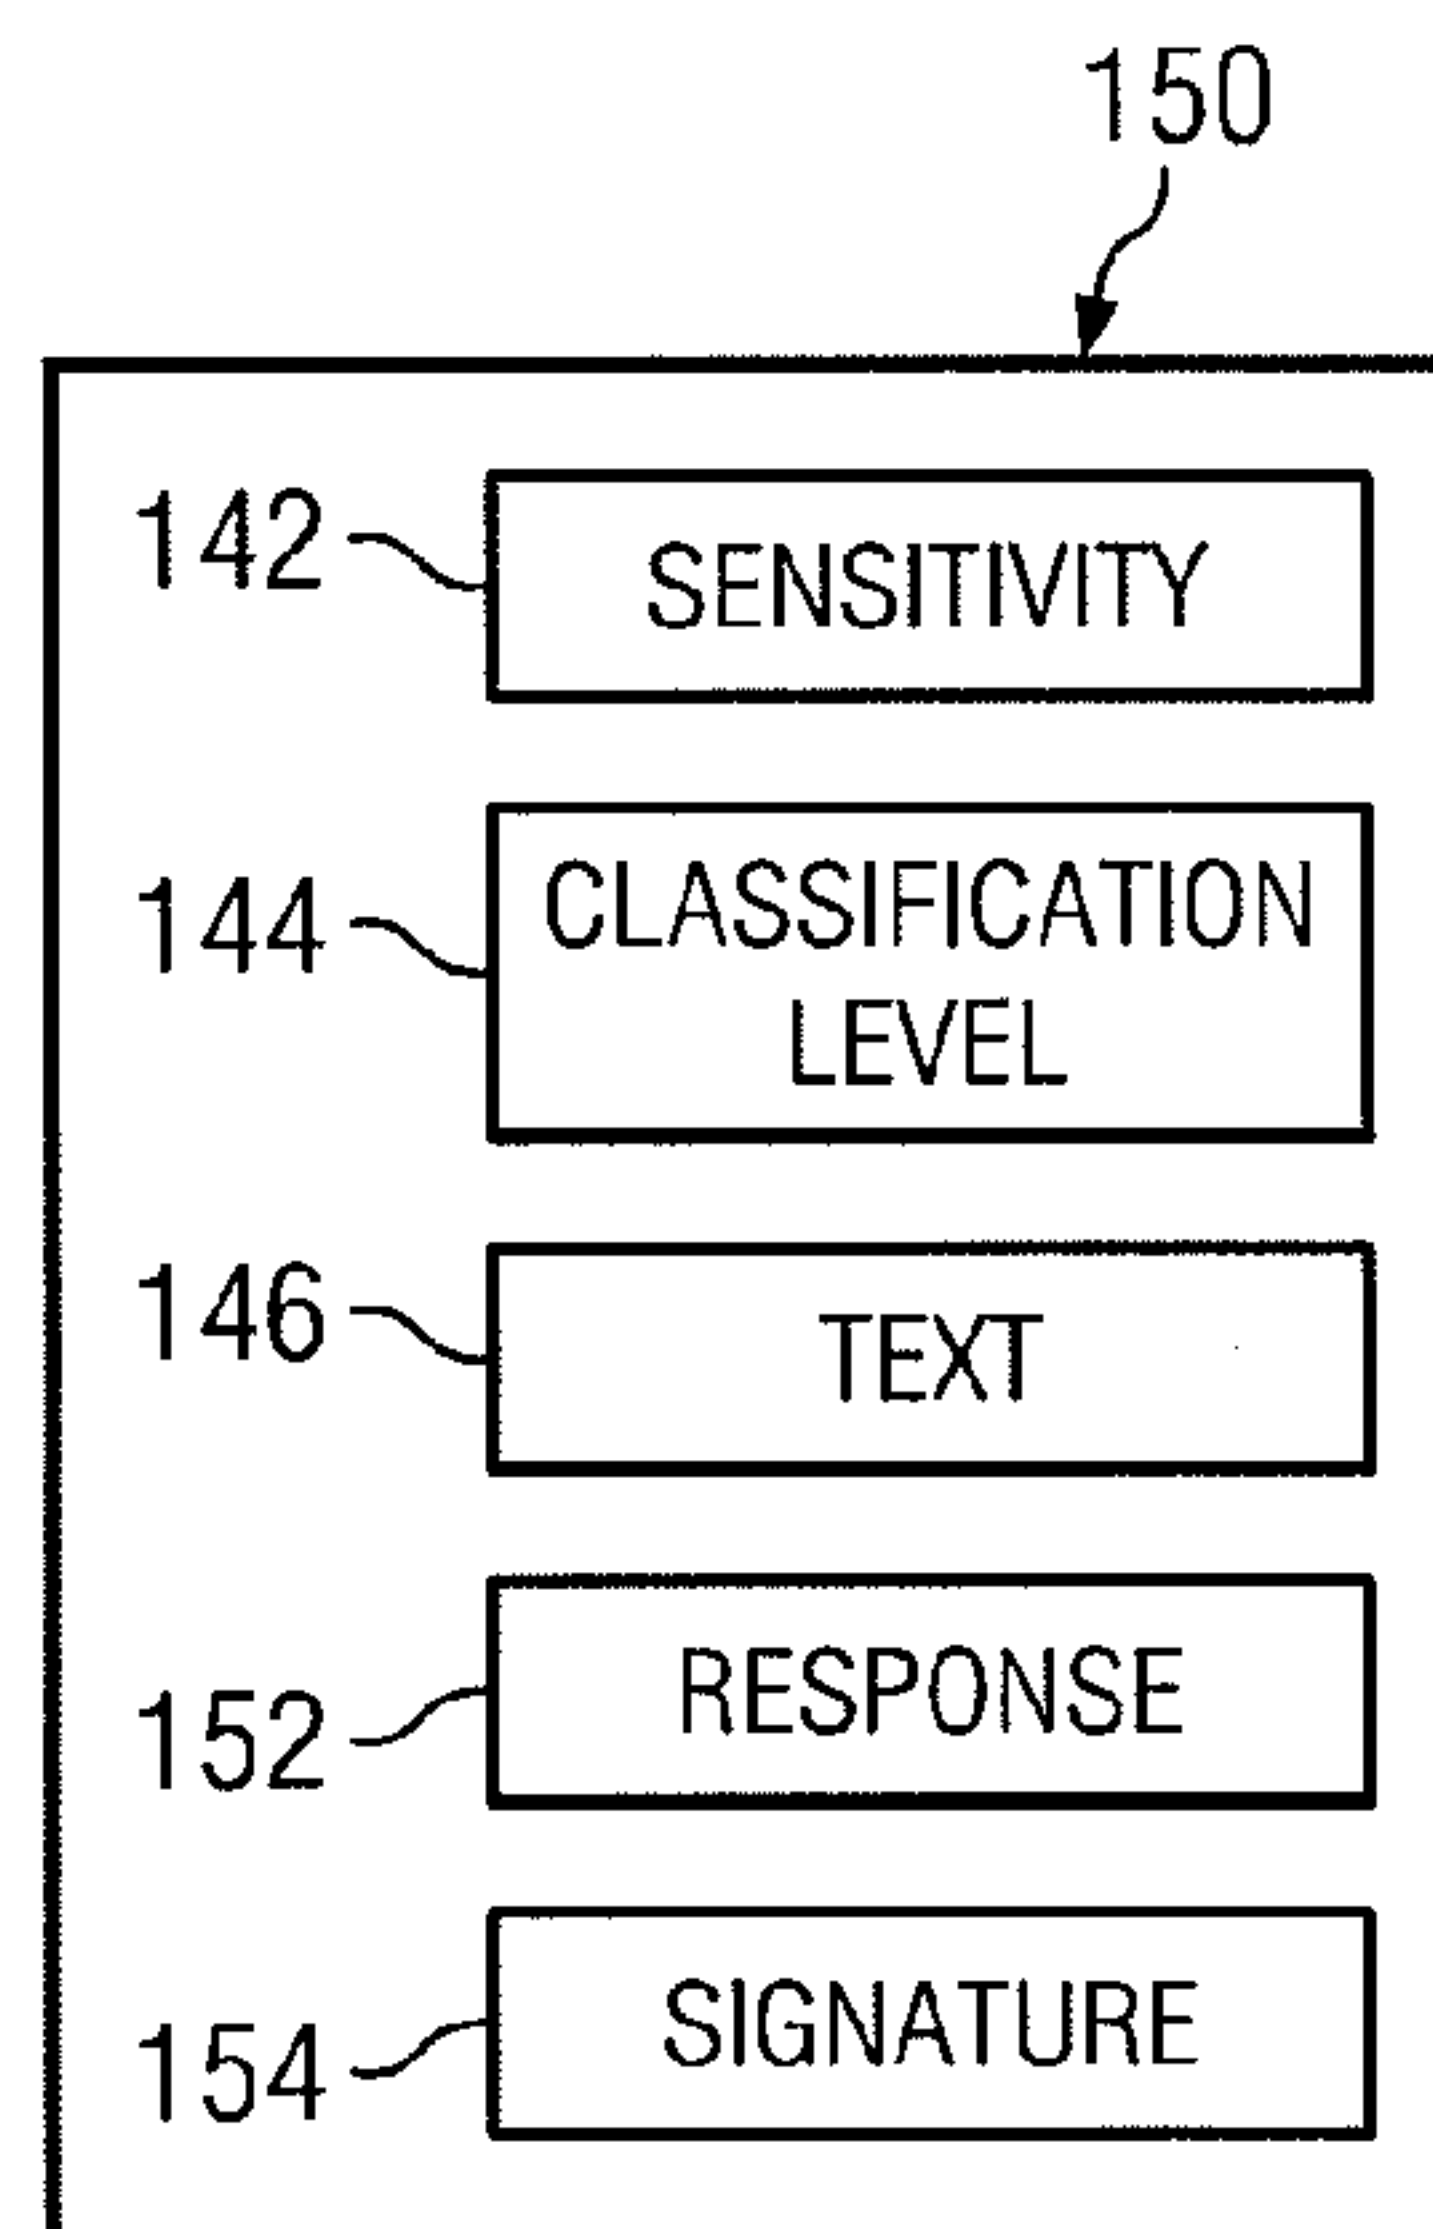 150
142 SENSITIVITY
144 CLASSIFICATION
LEVEL
146 TEXT
152 RESPONSE
154 SIGNATURE